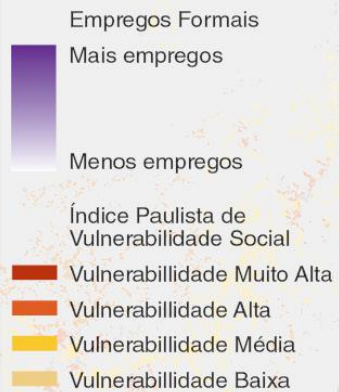 Empregos Formais
Mais empregos
Menos empregos
Índice Paulista de
Vulnerabilidade Social
Vulnerabillidade Muito Alta
Vulnerabillidade Alta
Vulnerabillidade Média
Vulnerabillidade Baixa